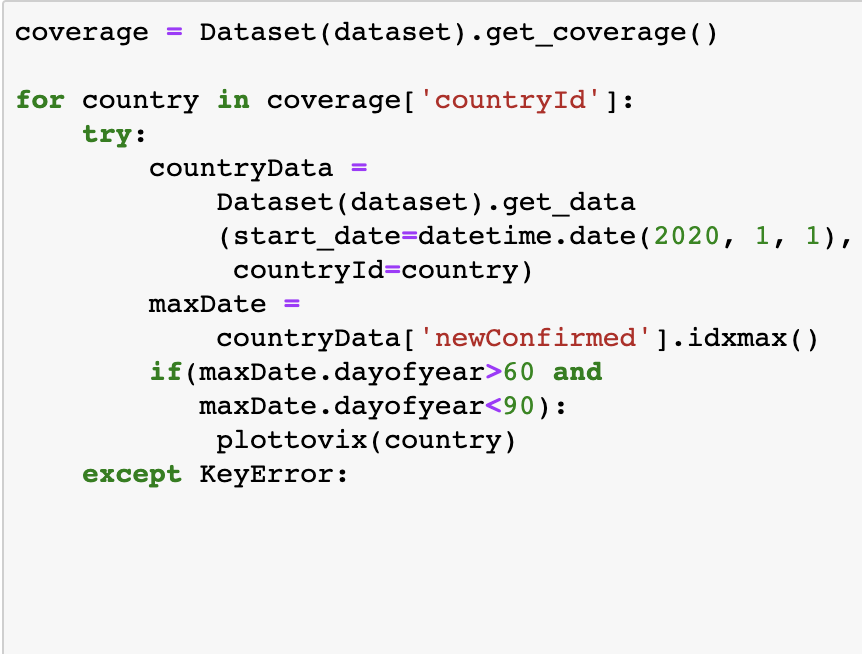 coverage = Dataset(dataset).get_coverage()
for country in coverage['countryId']:
    try:
        countryData =
            Dataset(dataset).get_data
            (start_date=datetime.date(2020, 1, 1),
             countryId=country)
        maxDate =
            countryData['newConfirmed'].idxmax()
        if(maxDate.dayofyear>60 and
           maxDate.dayofyear<90):
            plottovix(country)
    except KeyError: